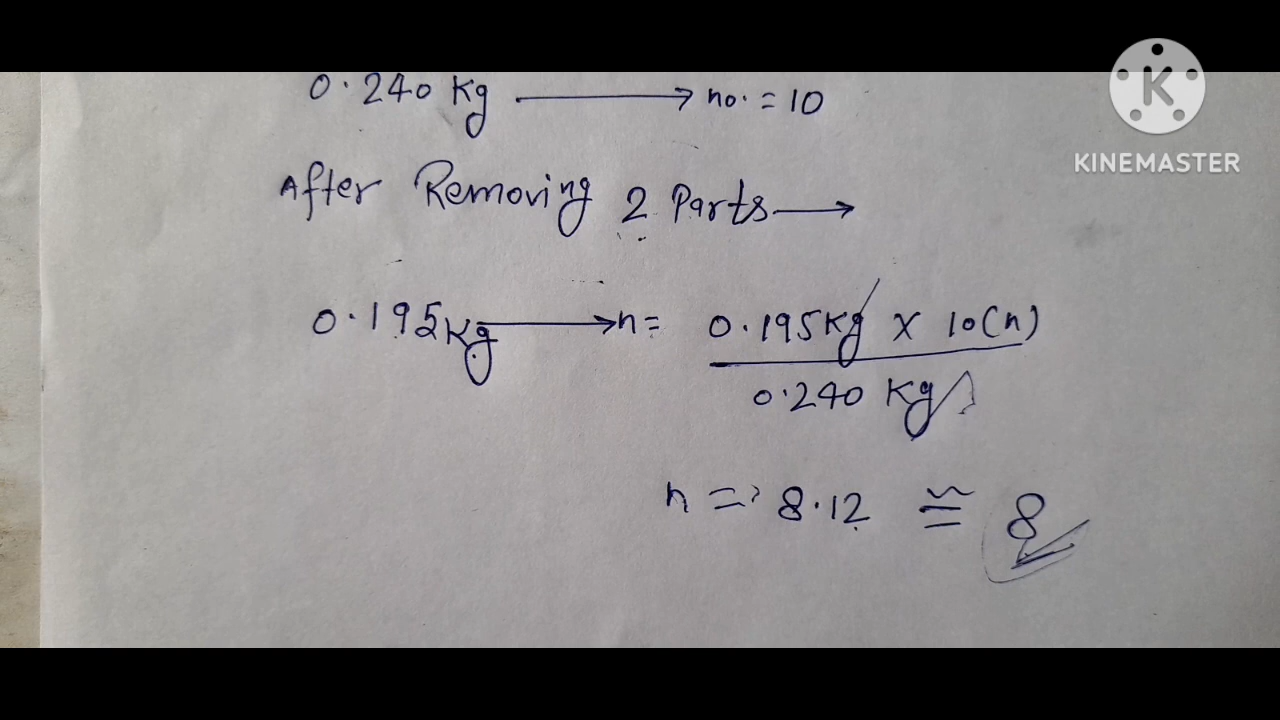 0.240 Kg → no. = 10
K
KINEMASTER
After Removing 2 Parts →
0.195Kg → n = 0.195Kg X 10(n)
0.240 Kg
n => 8.12 ≅ 8